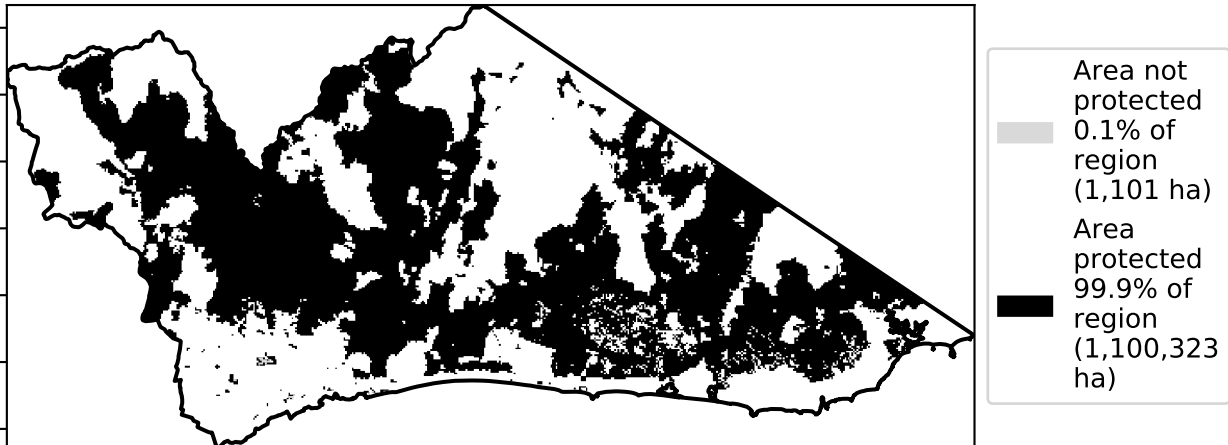 Area not
protected
0.1% of
region
(1,101 ha)
Area
protected
99.9% of
region
(1,100,323
ha)